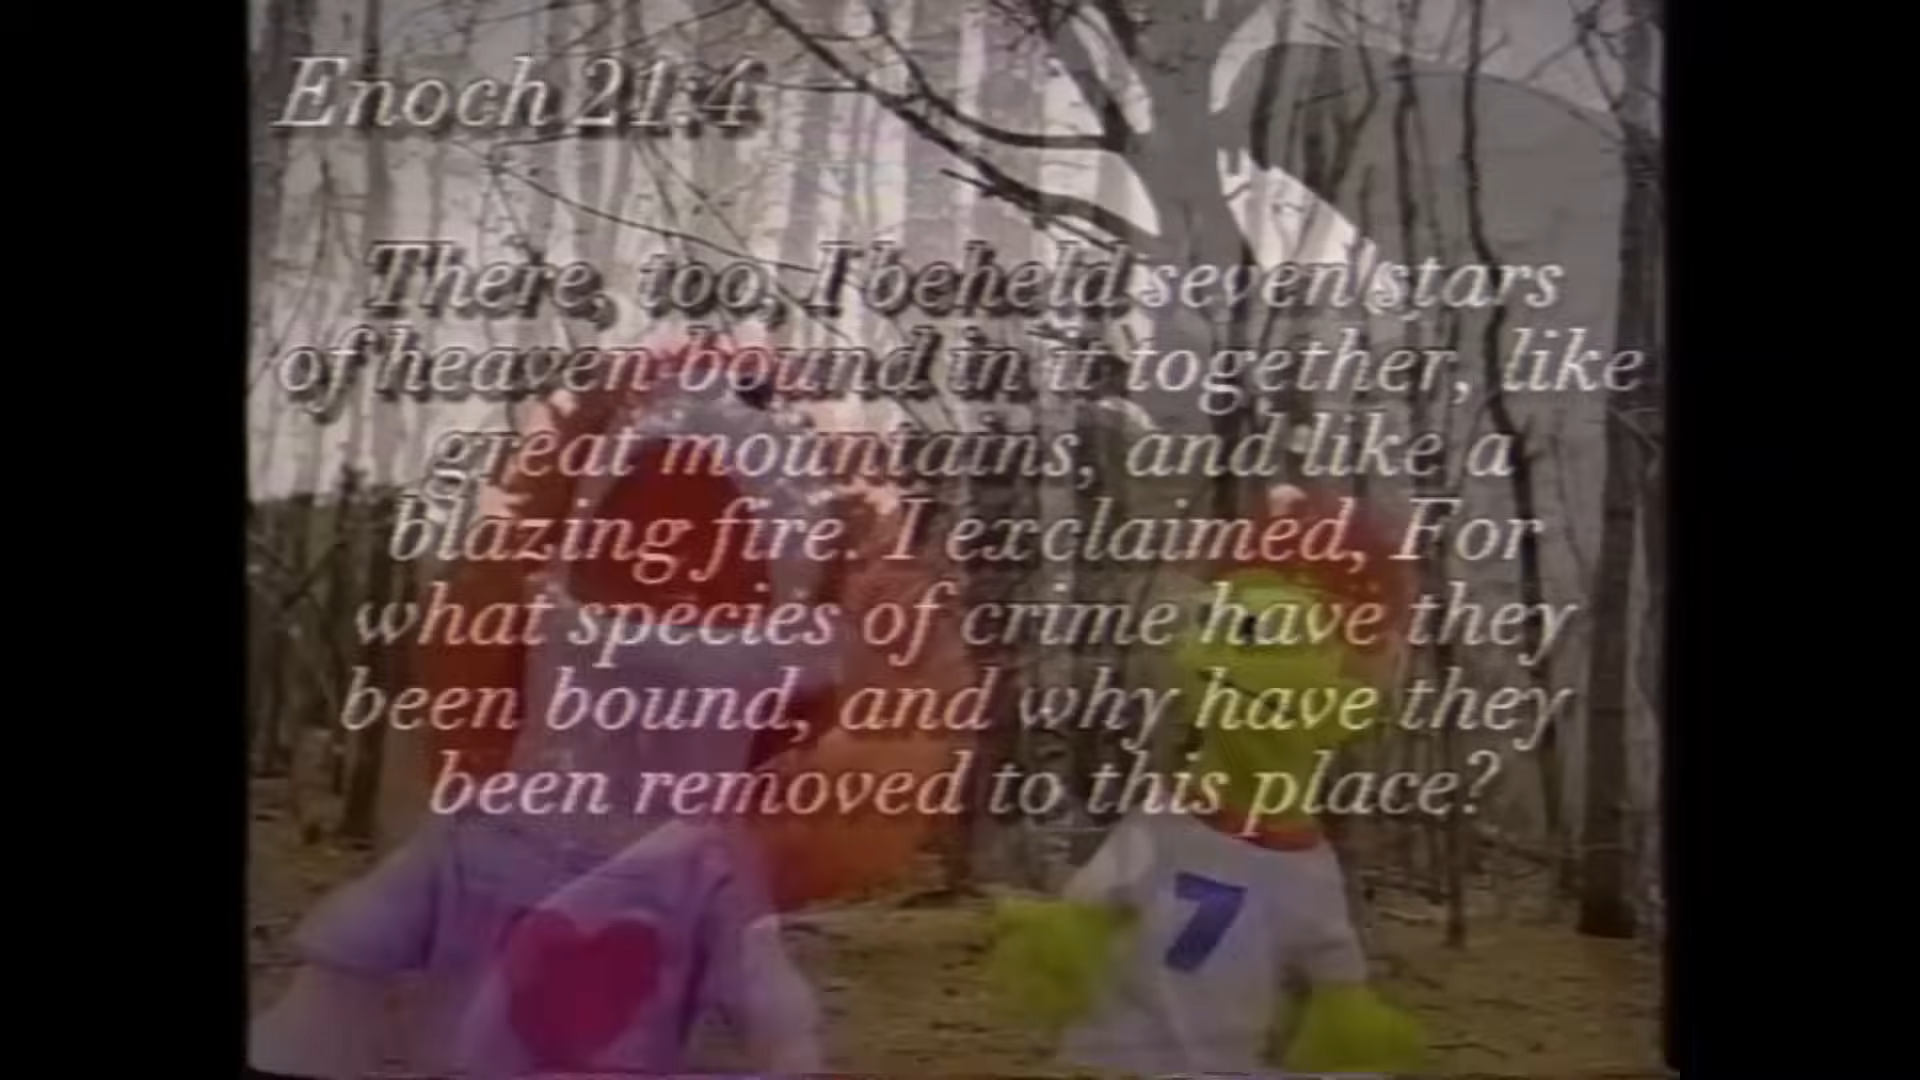 Enoch 21:4
There, too, I beheld seven stars
of heaven bound in it together, like
great mountains, and like a
blazing fire. I exclaimed, For
what species of crime have they
been bound, and why have they
been removed to this place?
7